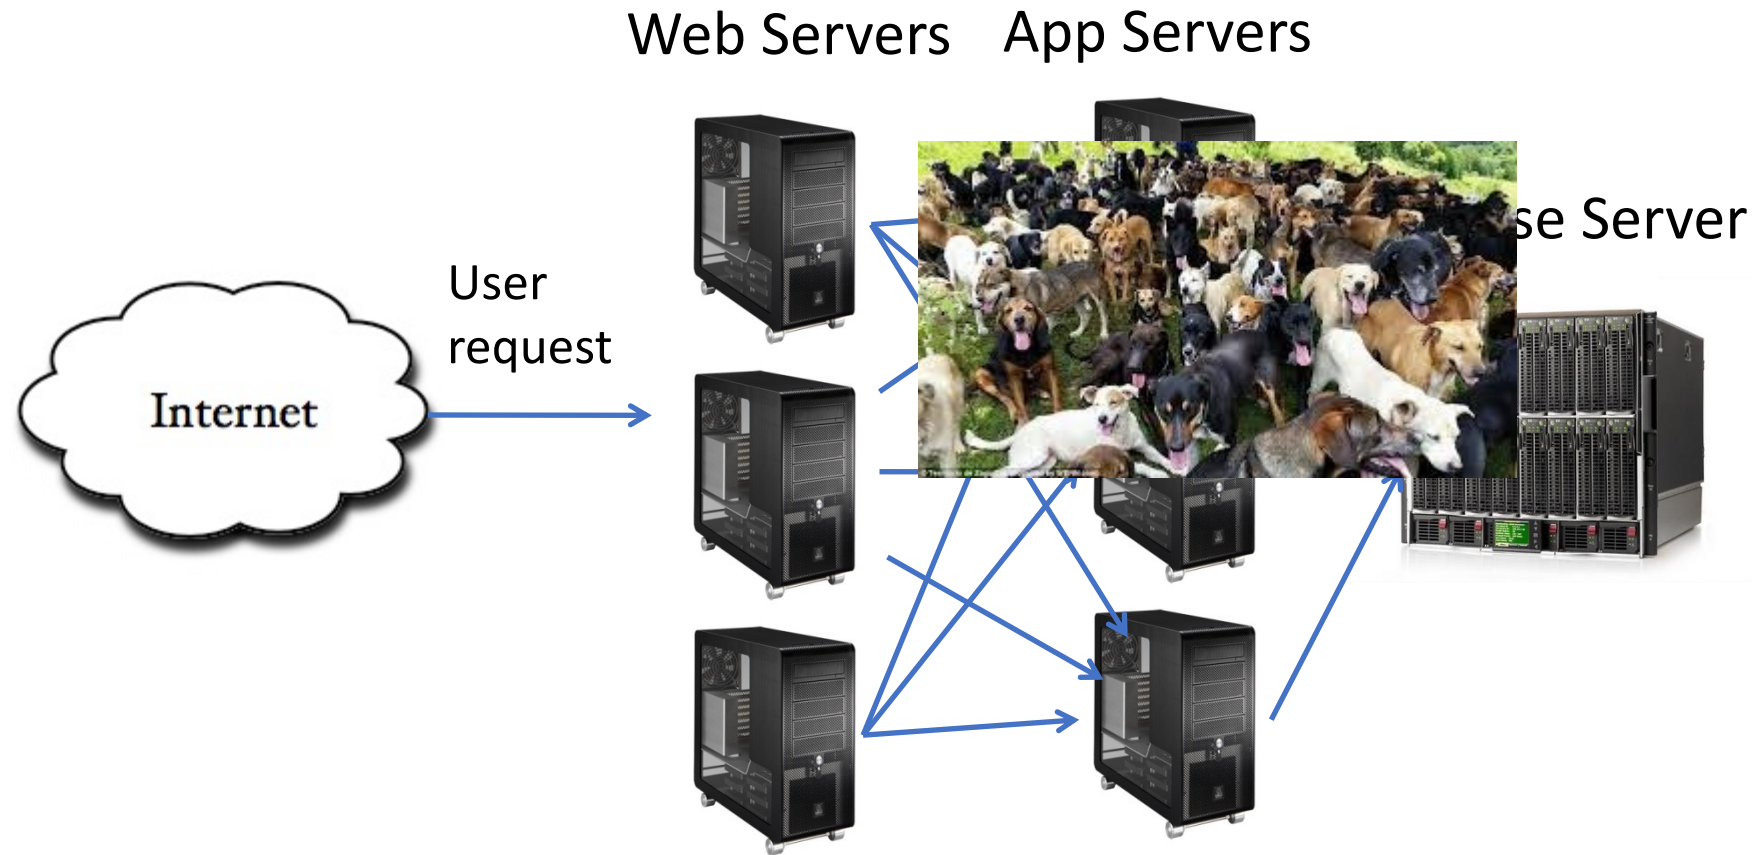 Web Servers
App Servers
se Server
User
request
Internet